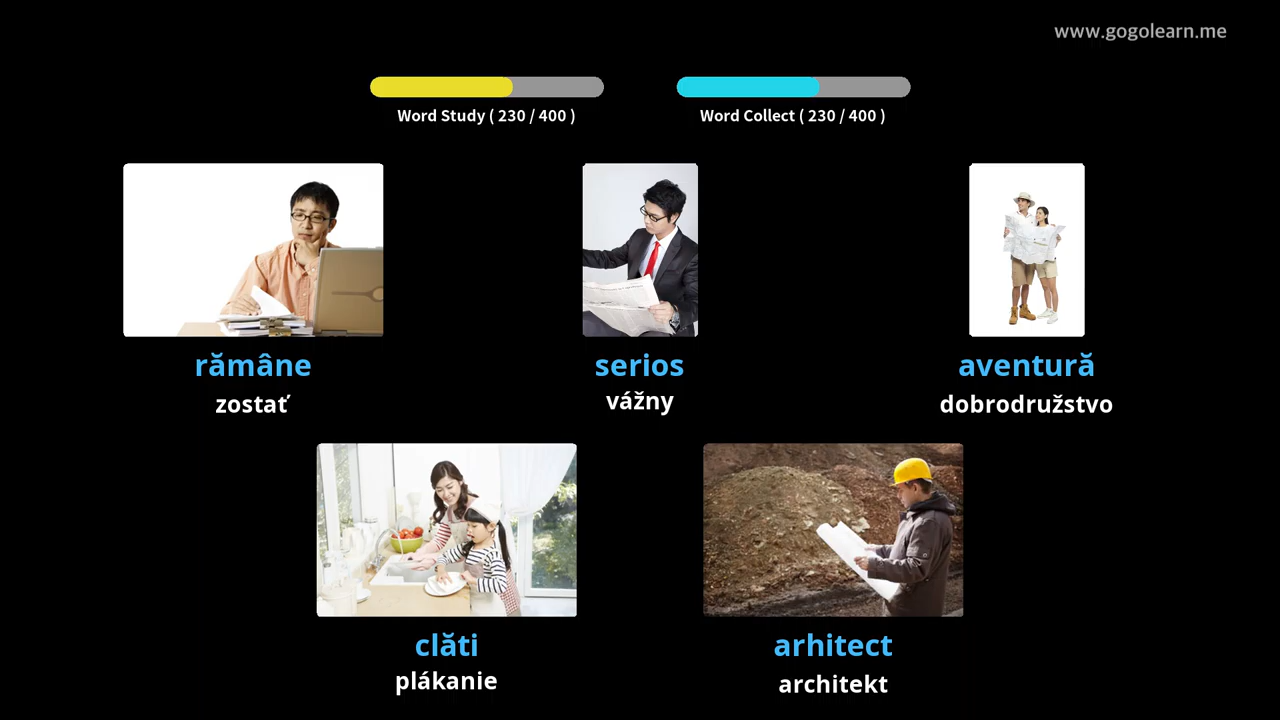 www.gogolearn.me
Word Study ( 230 / 400 )
Word Collect ( 230 / 400 )
rămâne
zostať
serios
vážny
aventură
dobrodružstvo
clăti
plákanie
arhitect
architekt